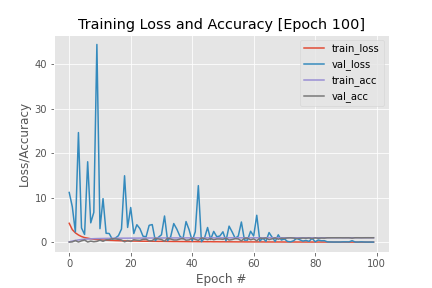 Training Loss and Accuracy [Epoch 100]
train_loss
val_loss
train_acc
val_acc
Loss/Accuracy
40
30
20
10
0
0 20 40 60 80 100
Epoch #